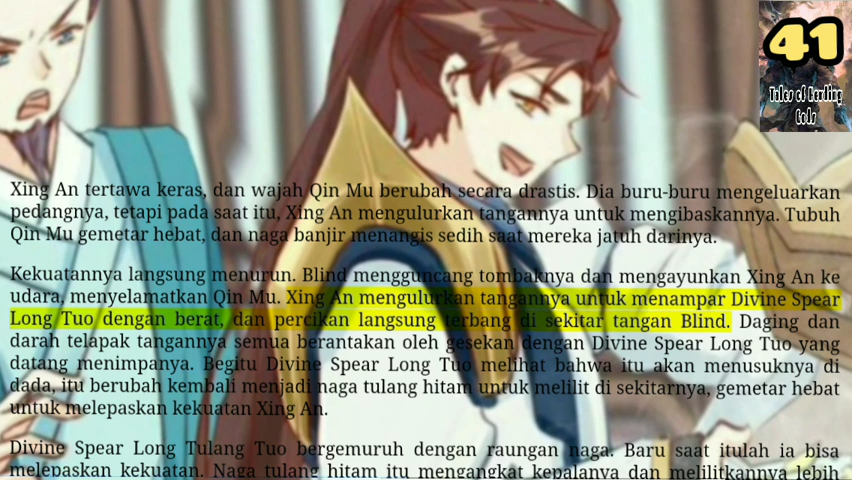 41
Tales of Herding
Gods
Xing An tertawa keras, dan wajah Qin Mu berubah secara drastis. Dia buru-buru mengeluarkan
pedangnya, tetapi pada saat itu, Xing An mengulurkan tangannya untuk mengibaskannya. Tubuh
Qin Mu gemetar hebat, dan naga banjir menangis sedih saat mereka jatuh darinya.
Kekuatannya langsung menurun. Blind mengguncang tombaknya dan mengayunkan Xing An ke
udara, menyelamatkan Qin Mu. Xing An mengulurkan tangannya untuk menampar Divine Spear
Long Tuo dengan berat, dan percikan langsung terbang di sekitar tangan Blind. Daging dan
darah telapak tangannya semua berantakan oleh gesekan dengan Divine Spear Long Tuo yang
datang menimpanya. Begitu Divine Spear Long Tuo melihat bahwa itu akan menusuknya di
dada, itu berubah kembali menjadi naga tulang hitam untuk melilit di sekitarnya, gemetar hebat
untuk melepaskan kekuatan Xing An.
Divine Spear Long Tulang Tuo bergemuruh dengan raungan naga. Baru saat itulah ia bisa
melepaskan kekuatan. Naga tulang hitam itu mengangkat kepalanya dan melilitkannya lebih